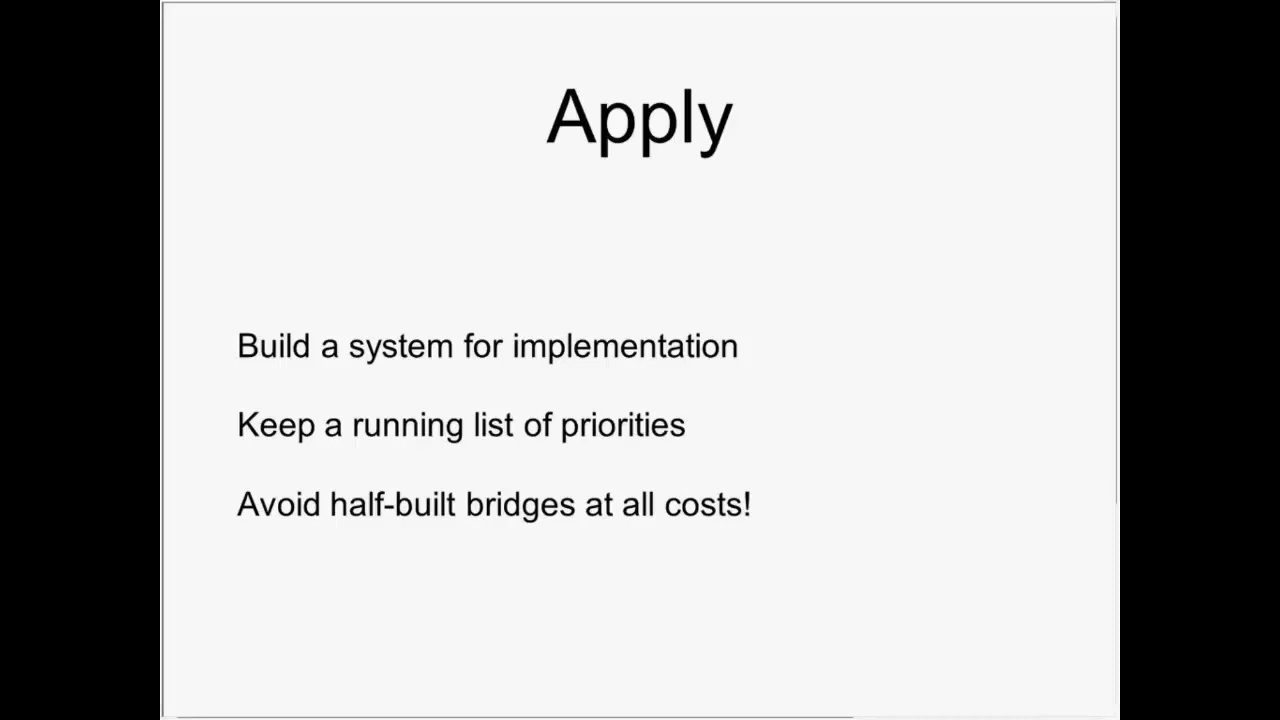 Apply
Build a system for implementation
Keep a running list of priorities
Avoid half-built bridges at all costs!